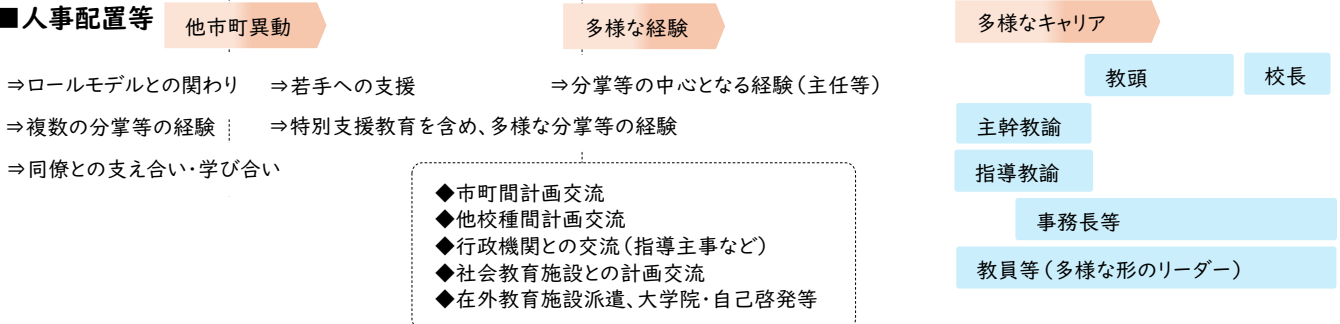 ■人事配置等
他市町異動
多様な経験
多様なキャリア
⇒ロールモデルとの関わり
⇒若手への支援
⇒分掌等の中心となる経験(主任等)
⇒複数の分掌等の経験
⇒特別支援教育を含め、多様な分掌等の経験
⇒同僚との支え合い・学び合い
◆市町間計画交流
◆他校種間計画交流
◆行政機関との交流(指導主事など)
◆社会教育施設との計画交流
◆在外教育施設派遣、大学院・自己啓発等
教頭
校長
主幹教諭
指導教諭
事務長等
教員等(多様な形のリーダー)